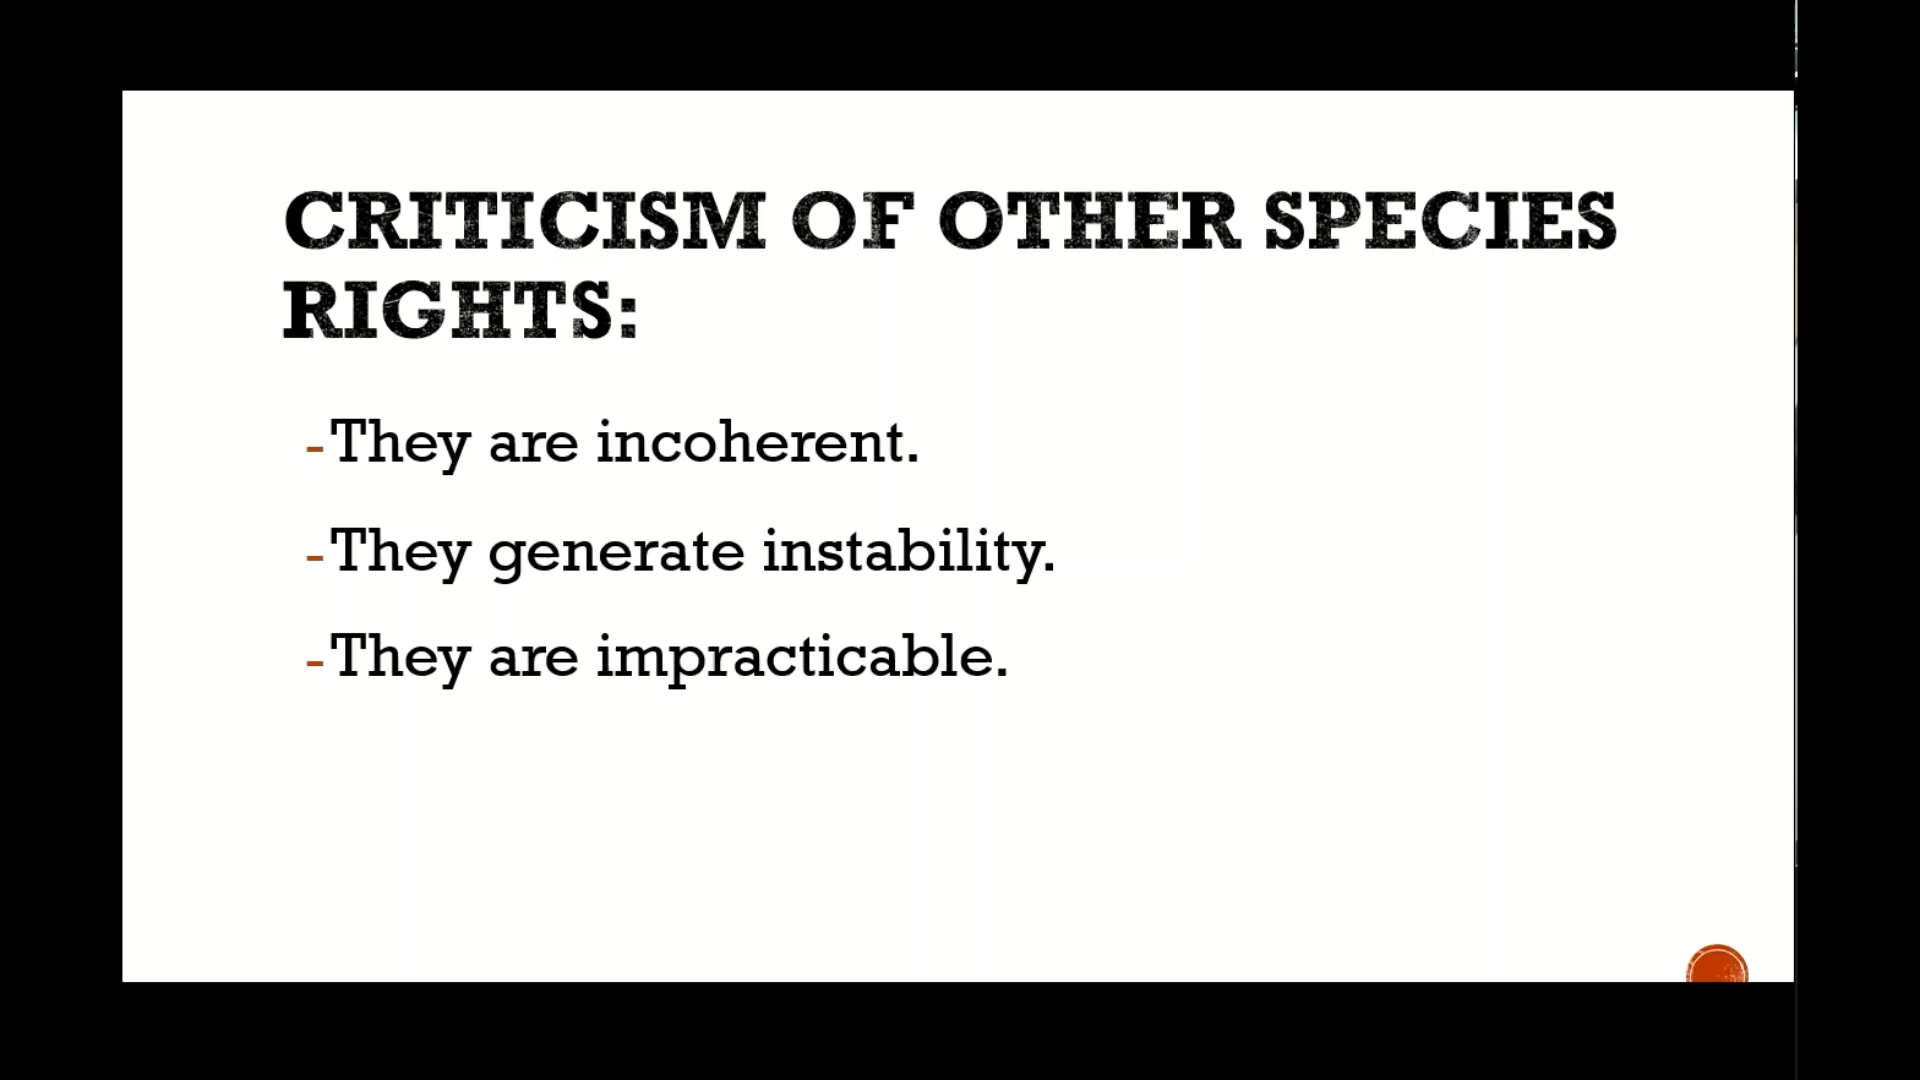 CRITICISM OF OTHER SPECIES
RIGHTS:
-They are incoherent.
-They generate instability.
-They are impracticable.